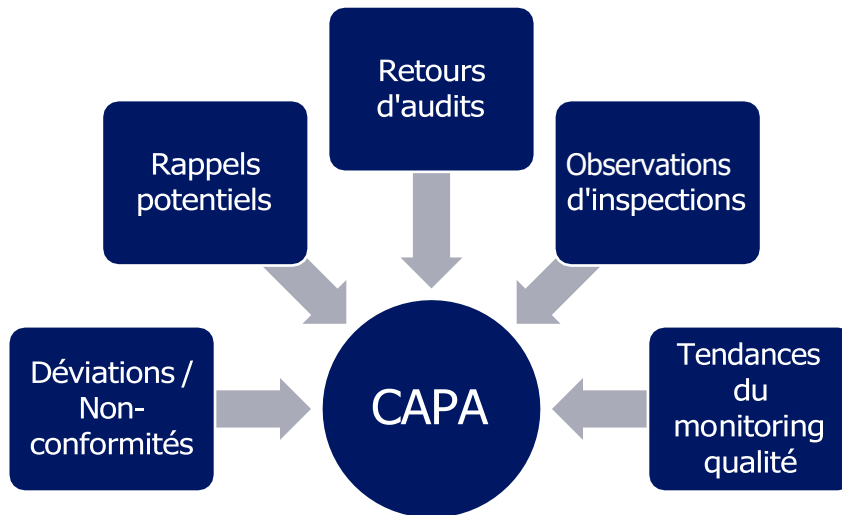 Retours
d'audits
Rappels
potentiels
Observations
d'inspections
Déviations /
Non-
conformités
CAPA
Tendances
du
monitoring
qualité